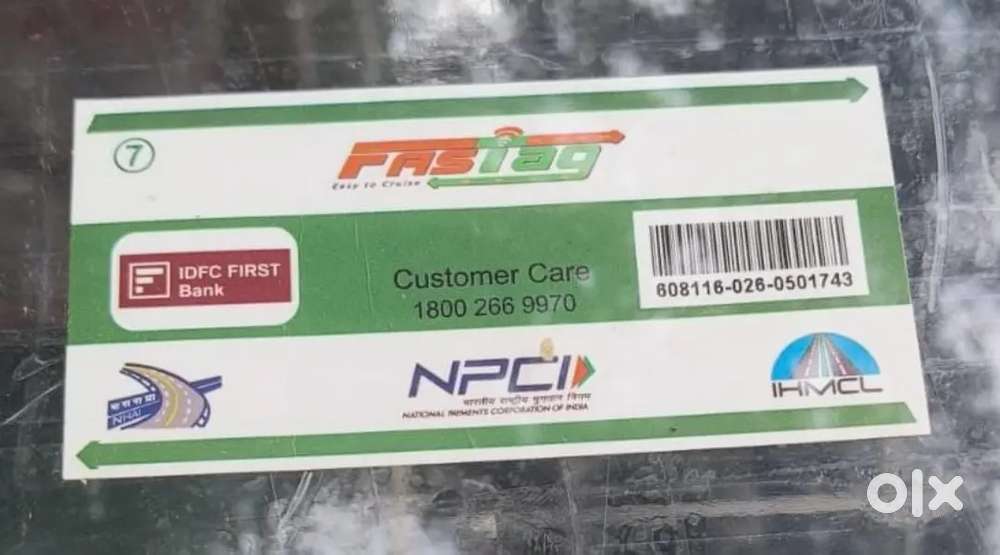 7
FASTag
Easy to Cruise
IDFC FIRST
Bank
Customer Care
1800 266 9970
608116-026-0501743
भा रा रा प्रा
NHAI
NPCI
भारतीय राष्ट्रीय भुगतान निगम
NATIONAL PAYMENTS CORPORATION OF INDIA
IHMCL
olx